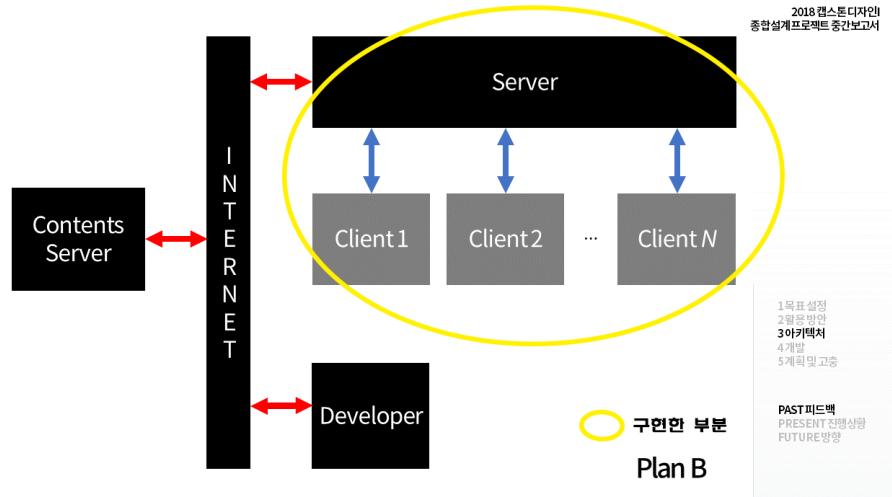 2018 캡스톤 디자인I
종합설계 프로젝트 중간보고서
Server
INTERNET
Contents
Server
Client 1
Client 2
...
Client N
Developer
1 목표 설정
2 활용 방안
3 아키텍처
4 개발
5 계획 및 고충
PAST 피드백
PRESENT 진행상황
FUTURE 방향
구현한 부분
Plan B